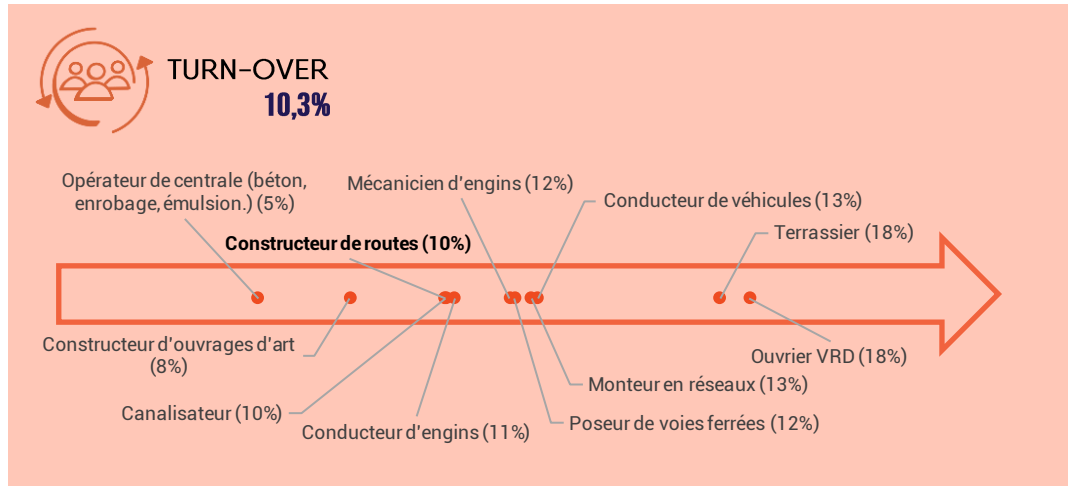 TURN-OVER
10,3%
Opérateur de centrale (béton,
enrobage, émulsion.) (5%)
Mécanicien d'engins (12%)
Conducteur de véhicules (13%)
Constructeur de routes (10%)
Terrassier (18%)
Constructeur d'ouvrages d'art
(8%)
Ouvrier VRD (18%)
Monteur en réseaux (13%)
Canalisateur (10%)
Poseur de voies ferrées (12%)
Conducteur d'engins (11%)